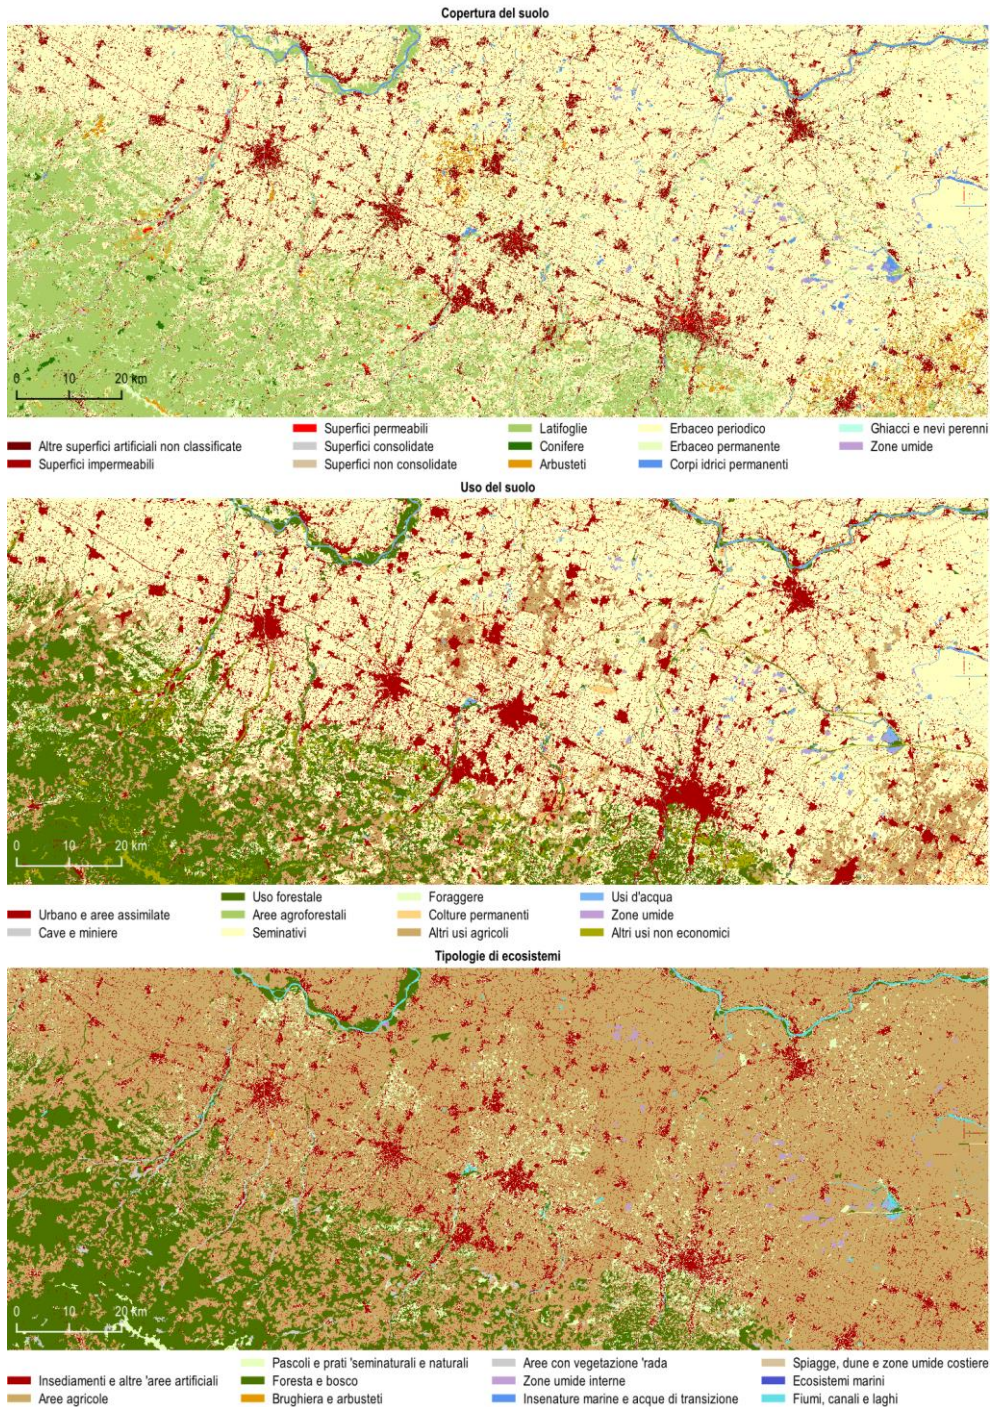 Copertura del suolo
0 10 20 km
Superfici permeabili Latifoglie Erbaceo periodico Ghiacci e nevi perenni
Altre superfici artificiali non classificate Superfici consolidate Conifere Erbaceo permanente Zone umide
Superfici impermeabili Superfici non consolidate Arbusteti Corpi idrici permanenti
Uso del suolo
0 10 20 km
Uso forestale Foraggere Usi d'acqua
Urbano e aree assimilate Aree agroforestali Colture permanenti Zone umide
Cave e miniere Seminativi Altri usi agricoli Altri usi non economici
Tipologie di ecosistemi
0 10 20 km
Pascoli e prati 'seminaturali e naturali Aree con vegetazione 'rada Spiagge, dune e zone umide costiere
Insediamenti e altre 'aree artificiali Foresta e bosco Zone umide interne Ecosistemi marini
Aree agricole Brughiera e arbusteti Insenature marine e acque di transizione Fiumi, canali e laghi